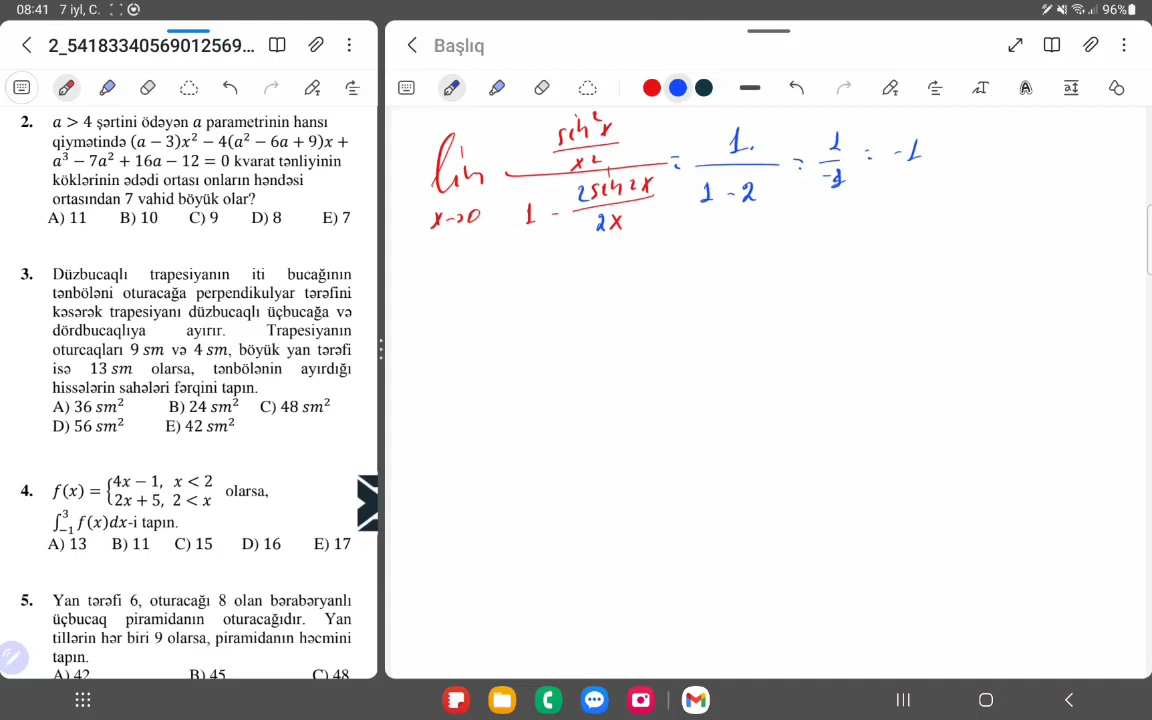 08:41 7 iyl, C. 96%
2_54183340569012569...
Başlıq
2. a > 4 şərtini ödəyən a parametrinin hansı
qiymətində (a − 3)x² − 4(a² − 6a + 9)x +
a³ − 7a² + 16a − 12 = 0 kvarat tənliyinin
köklərinin ədədi ortası onların həndəsi
ortasından 7 vahid böyük olar?
A) 11 B) 10 C) 9 D) 8 E) 7
3. Düzbucaqlı trapesiyanın iti bucağının
tənböləni oturacağa perpendikulyar tərəfini
kəsərək trapesiyanı düzbucaqlı üçbucağa və
dördbucaqlıya ayırır. Trapesiyanın
oturcaqları 9 sm və 4 sm, böyük yan tərəfi
isə 13 sm olarsa, tənbölənin ayırdığı
hissələrin sahələri fərqini tapın.
A) 36 sm² B) 24 sm² C) 48 sm²
D) 56 sm² E) 42 sm²
4. f(x) = {4x − 1, x < 2
2x + 5, 2 < x olarsa,
∫₋₁³ f(x)dx-i tapın.
A) 13 B) 11 C) 15 D) 16 E) 17
5. Yan tərəfi 6, oturacağı 8 olan bərabəryanlı
üçbucaq piramidanın oturacağıdır. Yan
tillərin hər biri 9 olarsa, piramidanın həcmini
tapın.
A) 42 B) 45 C) 48
sin²x
x²
lim = 1. = 1 = -1
x→0 1 - 2sin2x 1 - 2 -1
2x